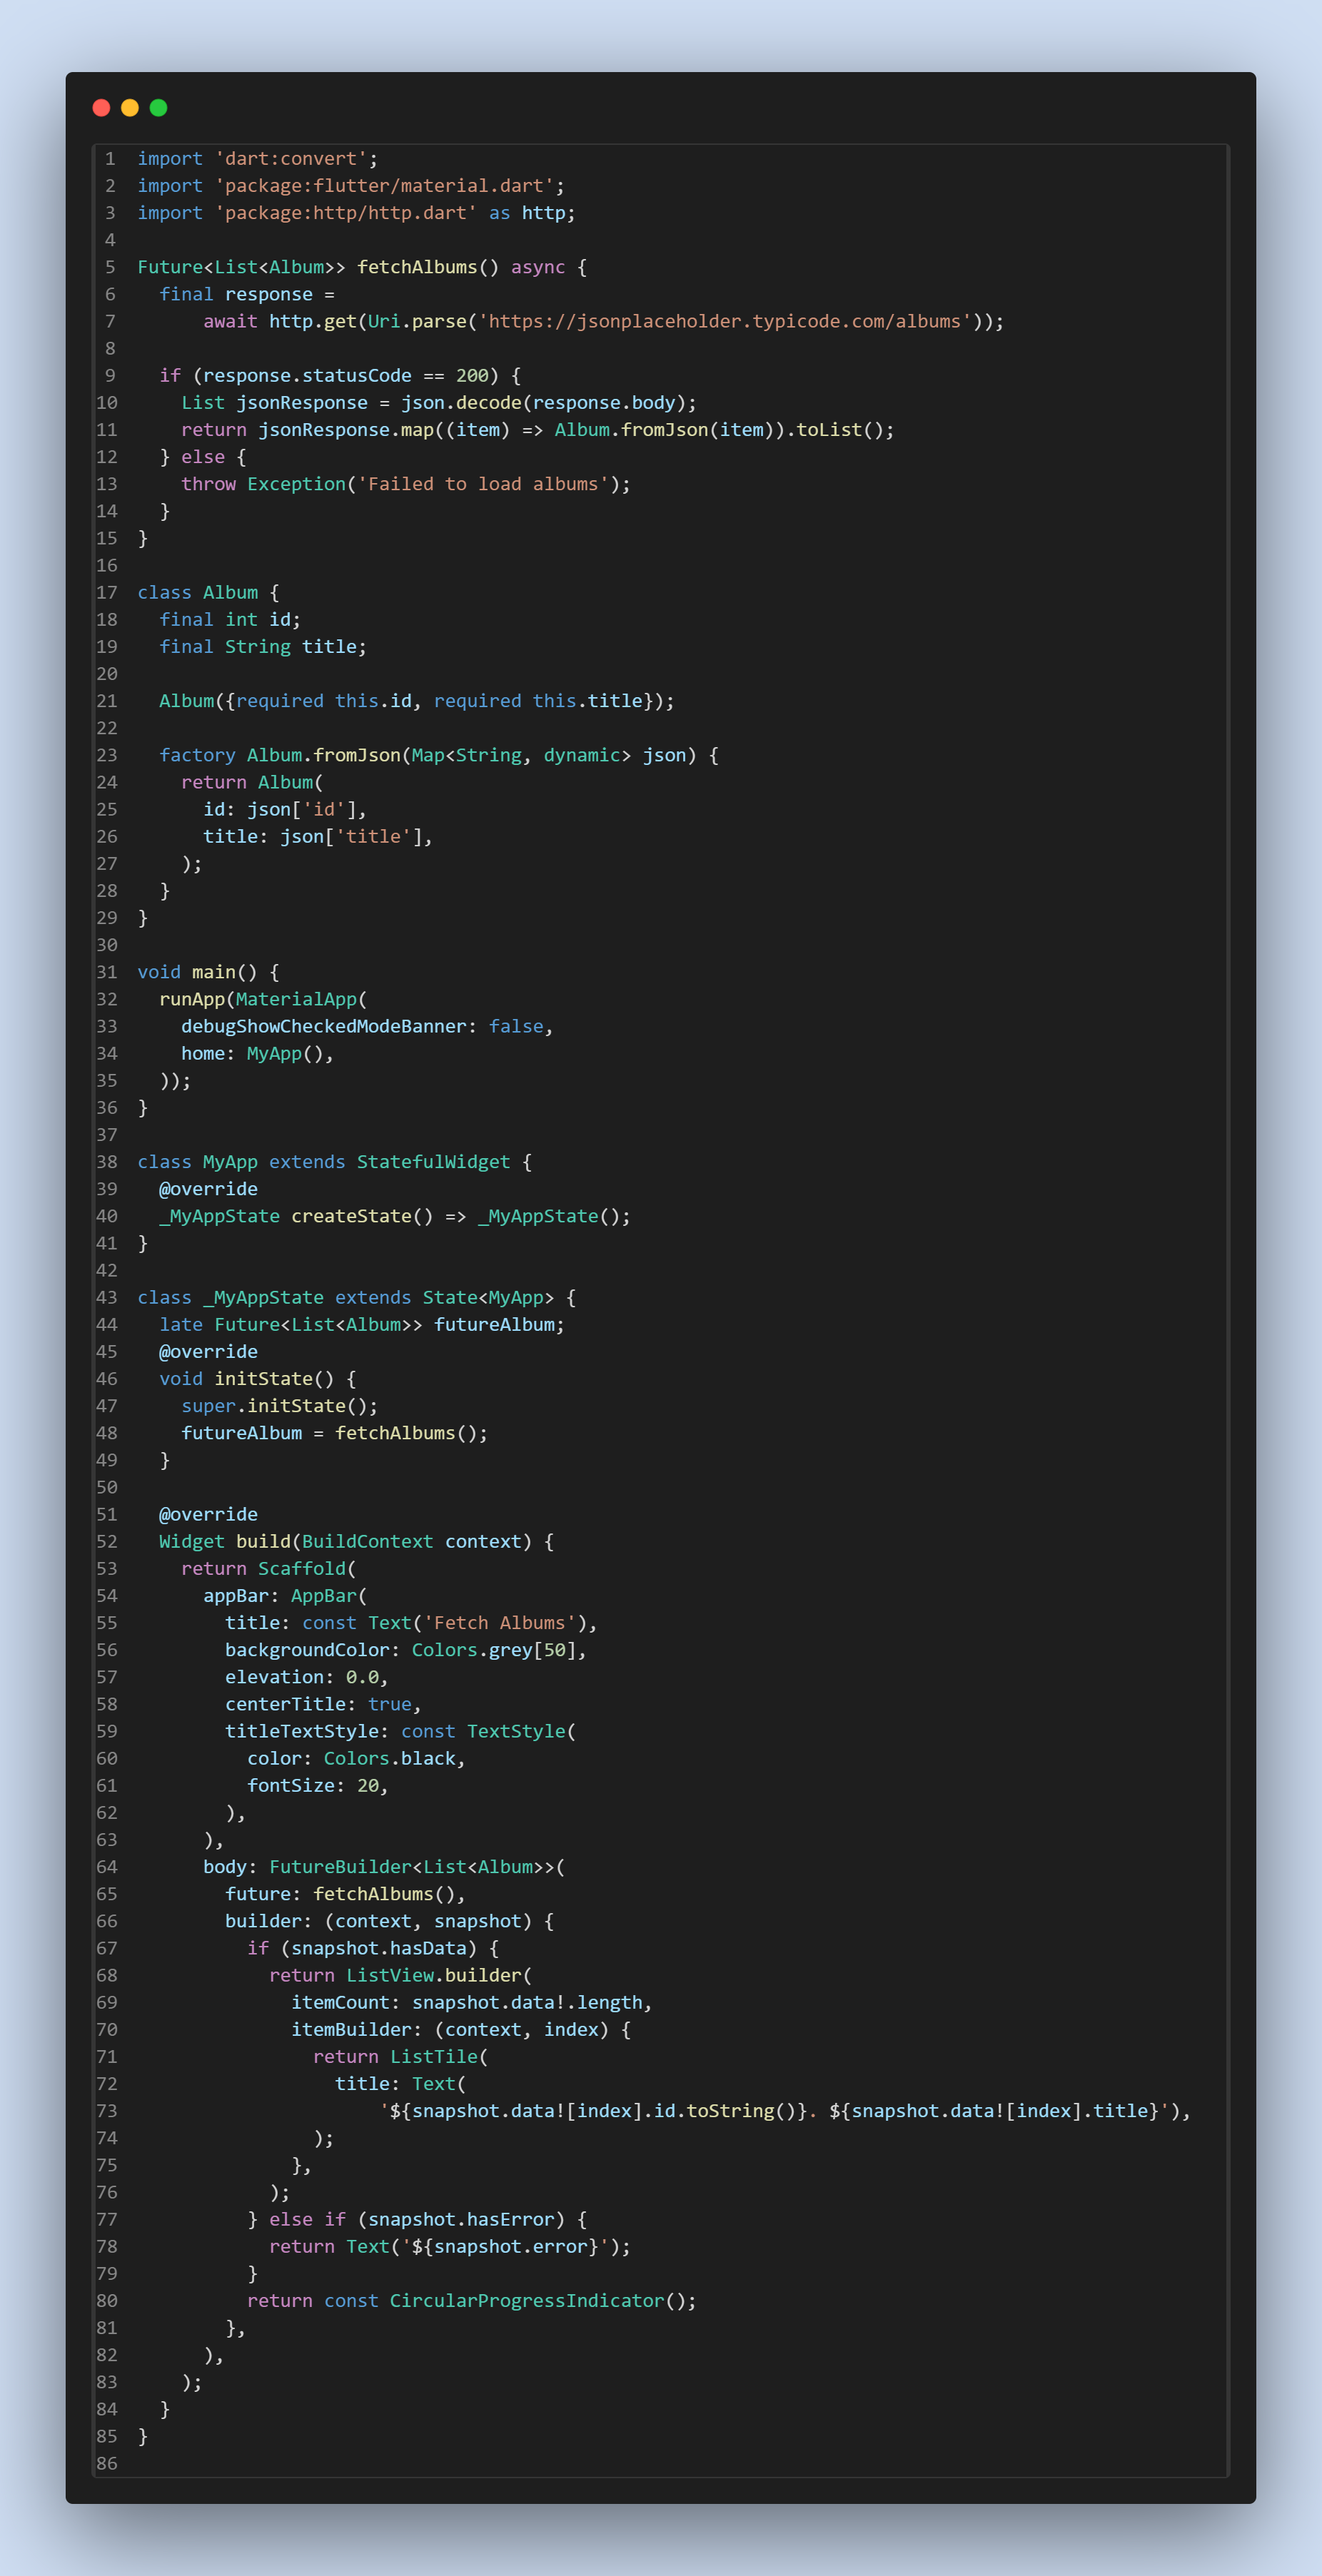 1 import 'dart:convert';
2 import 'package:flutter/material.dart';
3 import 'package:http/http.dart' as http;
4
5 Future<List<Album>> fetchAlbums() async {
6   final response =
7       await http.get(Uri.parse('https://jsonplaceholder.typicode.com/albums'));
8
9   if (response.statusCode == 200) {
10     List jsonResponse = json.decode(response.body);
11     return jsonResponse.map((item) => Album.fromJson(item)).toList();
12   } else {
13     throw Exception('Failed to load albums');
14   }
15 }
16
17 class Album {
18   final int id;
19   final String title;
20
21   Album({required this.id, required this.title});
22
23   factory Album.fromJson(Map<String, dynamic> json) {
24     return Album(
25       id: json['id'],
26       title: json['title'],
27     );
28   }
29 }
30
31 void main() {
32   runApp(MaterialApp(
33     debugShowCheckedModeBanner: false,
34     home: MyApp(),
35   ));
36 }
37
38 class MyApp extends StatefulWidget {
39   @override
40   _MyAppState createState() => _MyAppState();
41 }
42
43 class _MyAppState extends State<MyApp> {
44   late Future<List<Album>> futureAlbum;
45   @override
46   void initState() {
47     super.initState();
48     futureAlbum = fetchAlbums();
49   }
50
51   @override
52   Widget build(BuildContext context) {
53     return Scaffold(
54       appBar: AppBar(
55         title: const Text('Fetch Albums'),
56         backgroundColor: Colors.grey[50],
57         elevation: 0.0,
58         centerTitle: true,
59         titleTextStyle: const TextStyle(
60           color: Colors.black,
61           fontSize: 20,
62         ),
63       ),
64       body: FutureBuilder<List<Album>>(
65         future: fetchAlbums(),
66         builder: (context, snapshot) {
67           if (snapshot.hasData) {
68             return ListView.builder(
69               itemCount: snapshot.data!.length,
70               itemBuilder: (context, index) {
71                 return ListTile(
72                   title: Text(
73                       '${snapshot.data![index].id.toString()}. ${snapshot.data![index].title}'),
74                 );
75               },
76             );
77           } else if (snapshot.hasError) {
78             return Text('${snapshot.error}');
79           }
80           return const CircularProgressIndicator();
81         },
82       ),
83     );
84   }
85 }
86